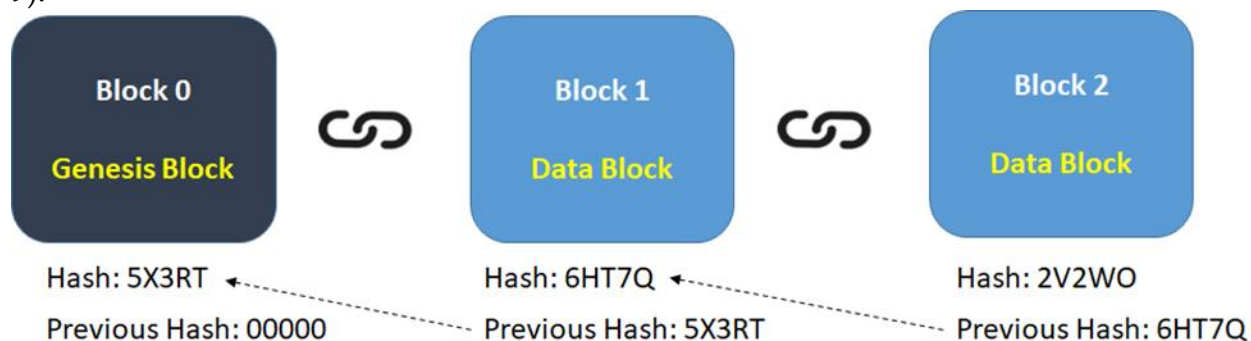 Block 0
Genesis Block
Block 1
Data Block
Block 2
Data Block
Hash: 5X3RT
Previous Hash: 00000
Hash: 6HT7Q
Previous Hash: 5X3RT
Hash: 2V2WO
Previous Hash: 6HT7Q